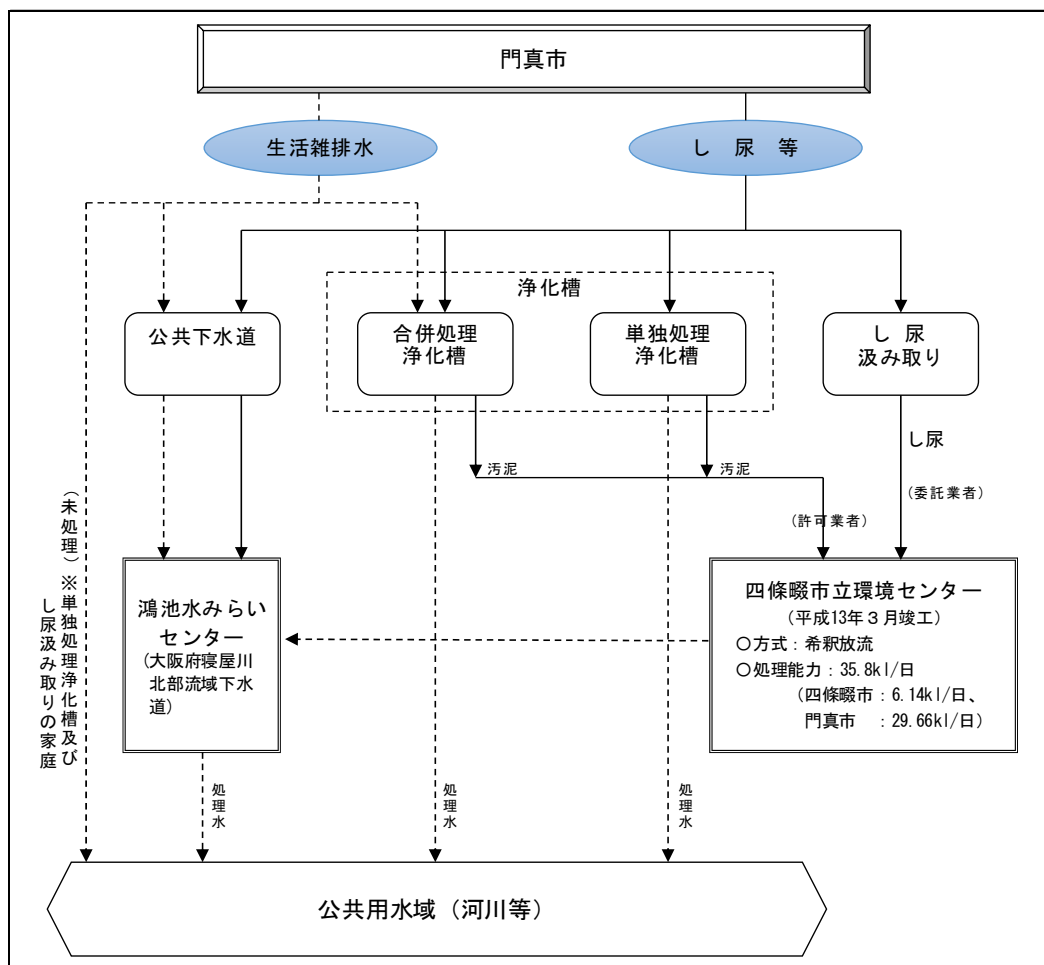 門真市
生活雑排水
し 尿 等
浄化槽
公共下水道
合併処理
浄化槽
単独処理
浄化槽
し 尿
汲み取り
し尿
汚泥
汚泥
(委託業者)
(許可業者)
(未処理)※単独処理浄化槽及び
し尿汲み取りの家庭
鴻池水みらい
センター
(大阪府寝屋川
北部流域下水
道)
四條畷市立環境センター
(平成13年3月竣工)
○方式:希釈放流
○処理能力:35.8kl/日
(四條畷市:6.14kl/日、
門真市 :29.66kl/日)
処理水
処理水
処理水
公共用水域(河川等)